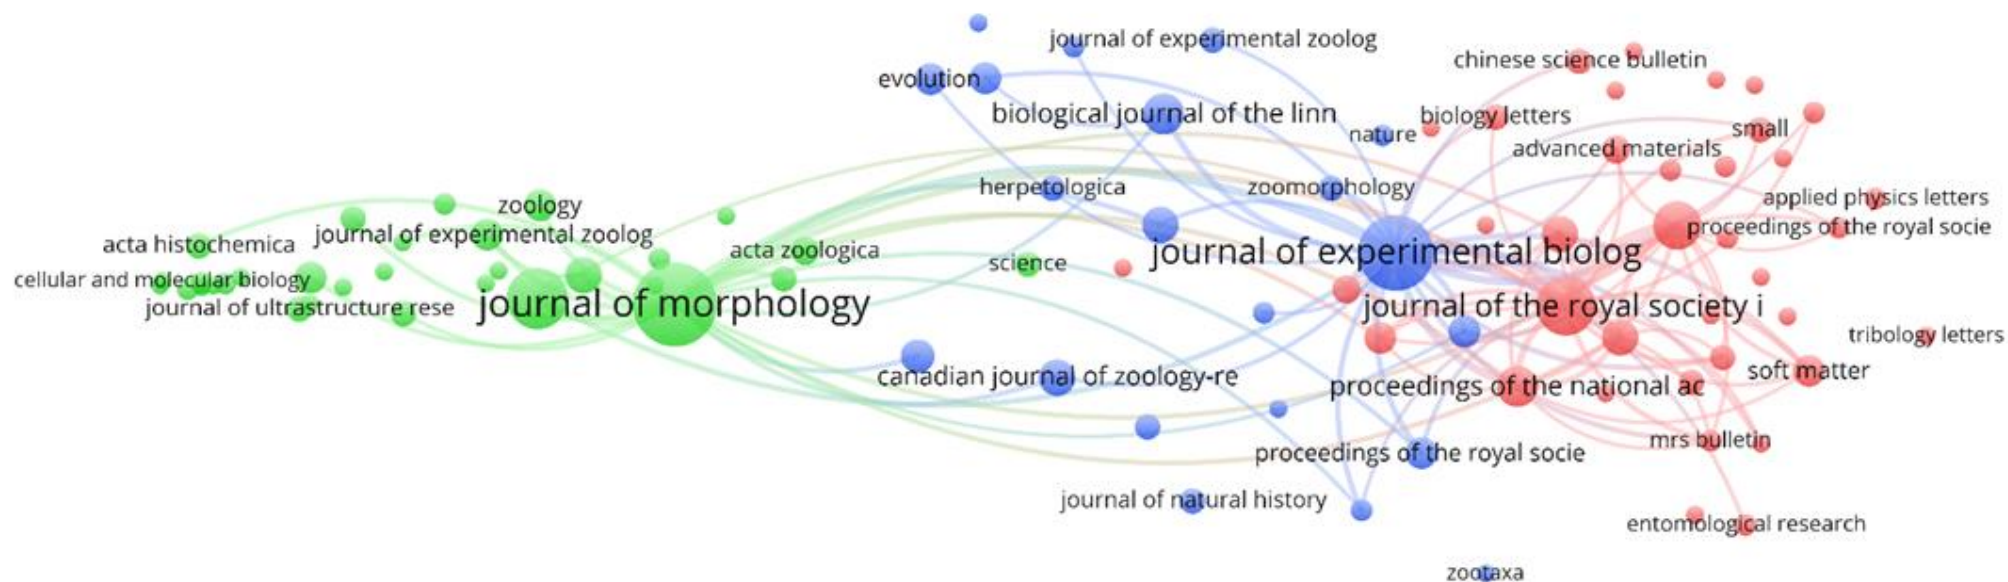 journal of experimental zoolog
chinese science bulletin
evolution
biological journal of the linn
biology letters
nature
small
advanced materials
herpetologica
zoomorphology
applied physics letters
zoology
proceedings of the royal socie
journal of experimental zoolog
acta histochemica
acta zoologica
journal of experimental biolog
science
cellular and molecular biology
journal of ultrastructure rese
journal of morphology
journal of the royal society i
tribology letters
canadian journal of zoology-re
proceedings of the national ac
soft matter
mrs bulletin
proceedings of the royal socie
journal of natural history
entomological research
zootaxa